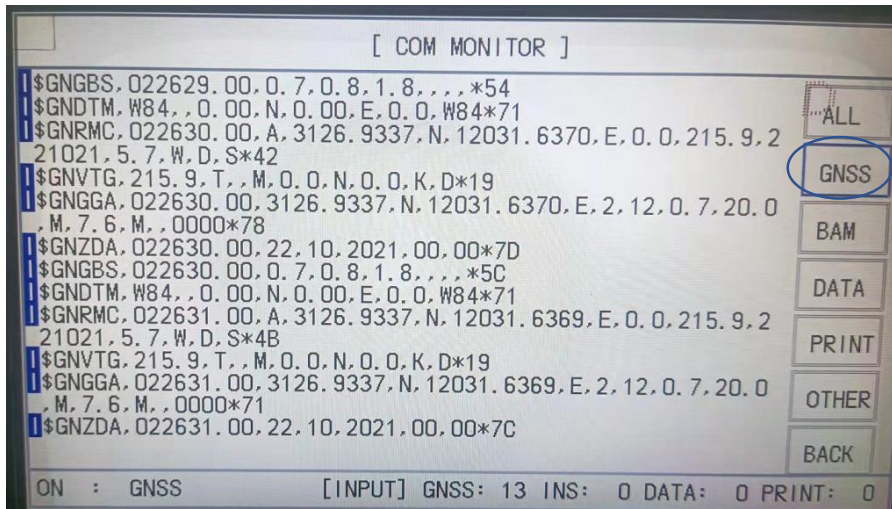 [ COM MONITOR ]
$GNGBS,022629.00,0.7,0.8,1.8,,,,*54
$GNDTM,W84,,0.00,N,0.00,E,0.0,W84*71
$GNRMC,022630.00,A,3126.9337,N,12031.6370,E,0.0,215.9,2
21021,5.7,W,D,S*42
$GNVTG,215.9,T,,M,0.0,N,0.0,K,D*19
$GNGGA,022630.00,3126.9337,N,12031.6370,E,2,12,0.7,20.0
,M,7.6,M,,0000*78
$GNZDA,022630.00,22,10,2021,00,00*7D
$GNGBS,022630.00,0.7,0.8,1.8,,,,*5C
$GNDTM,W84,,0.00,N,0.00,E,0.0,W84*71
$GNRMC,022631.00,A,3126.9337,N,12031.6369,E,0.0,215.9,2
21021,5.7,W,D,S*4B
$GNVTG,215.9,T,,M,0.0,N,0.0,K,D*19
$GNGGA,022631.00,3126.9337,N,12031.6369,E,2,12,0.7,20.0
,M,7.6,M,,0000*71
$GNZDA,022631.00,22,10,2021,00,00*7C
ALL
GNSS
BAM
DATA
PRINT
OTHER
BACK
ON : GNSS [INPUT] GNSS: 13 INS: 0 DATA: 0 PRINT: 0